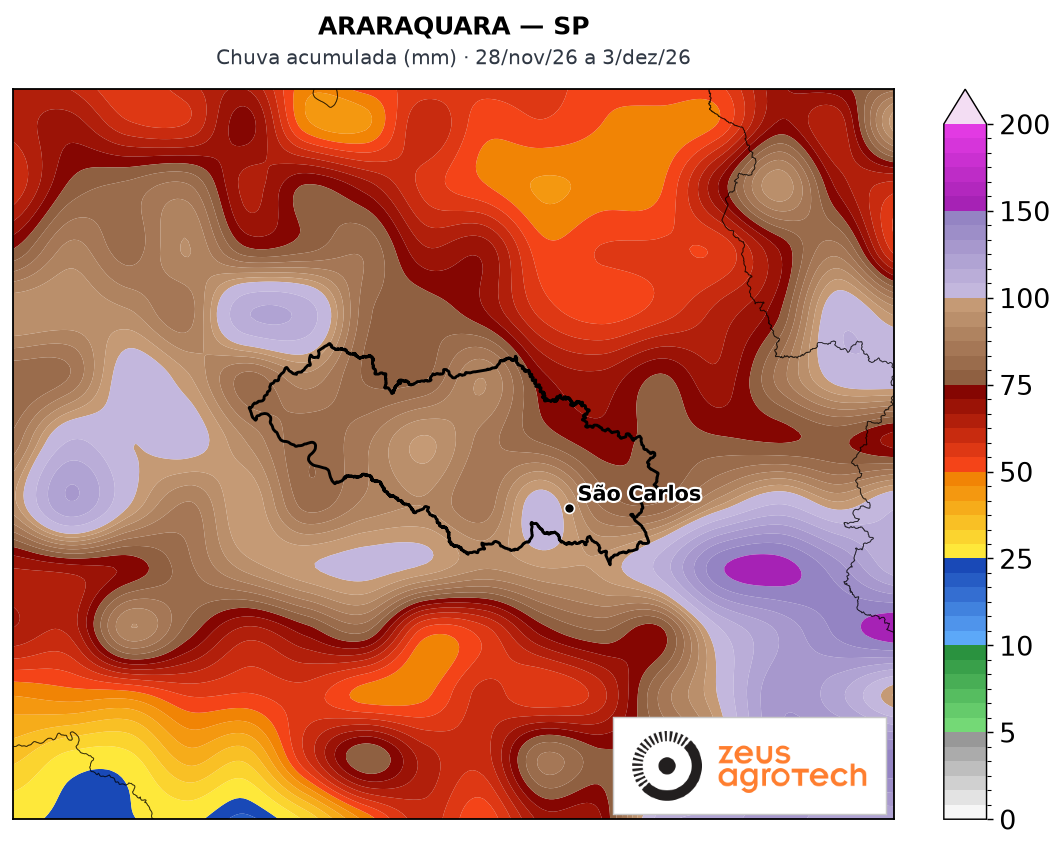 ARARAQUARA — SP
Chuva acumulada (mm) · 28/nov/26 a 3/dez/26
200
150
100
75
50
25
10
5
0
São Carlos
zeus
agrotech